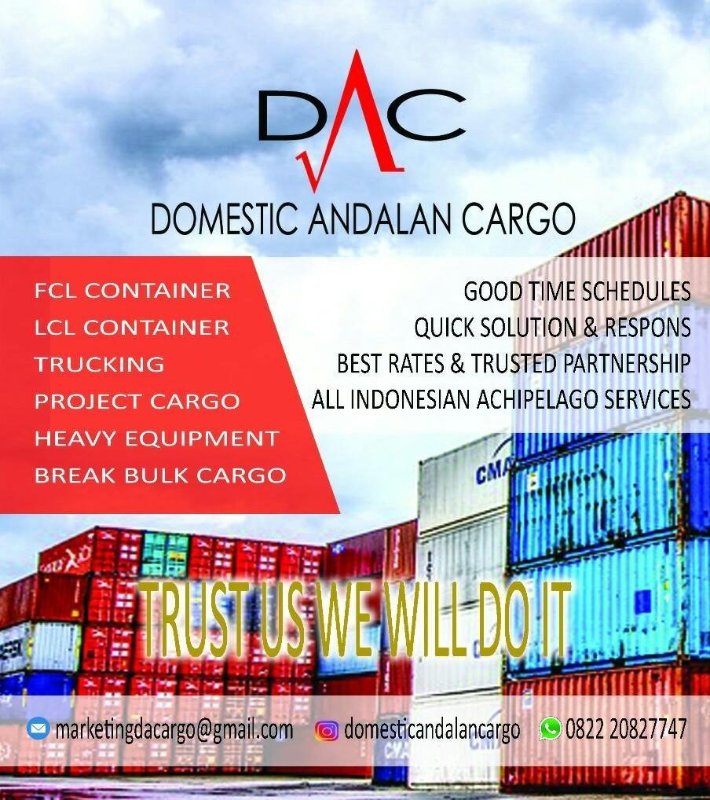 DAC
DOMESTIC ANDALAN CARGO
FCL CONTAINER
LCL CONTAINER
TRUCKING
PROJECT CARGO
HEAVY EQUIPMENT
BREAK BULK CARGO
GOOD TIME SCHEDULES
QUICK SOLUTION & RESPONS
BEST RATES & TRUSTED PARTNERSHIP
ALL INDONESIAN ACHIPELAGO SERVICES
TRUST US WE WILL DO IT
marketingdacargo@gmail.com
domesticandalancargo
0822 20827747